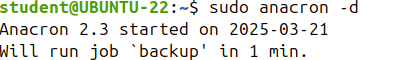 student@UBUNTU-22:~$ sudo anacron -d
Anacron 2.3 started on 2025-03-21
Will run job `backup' in 1 min.